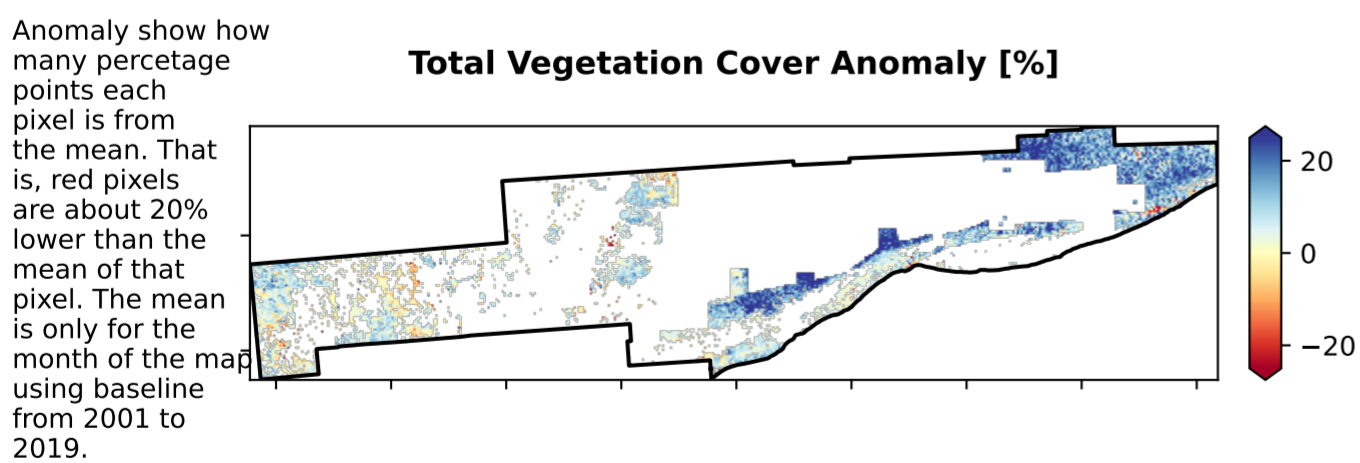 Anomaly show how
many percetage
points each
pixel is from
the mean. That
is, red pixels
are about 20%
lower than the
mean of that
pixel. The mean
is only for the
month of the map
using baseline
from 2001 to
2019.
Total Vegetation Cover Anomaly [%]
20
0
−20